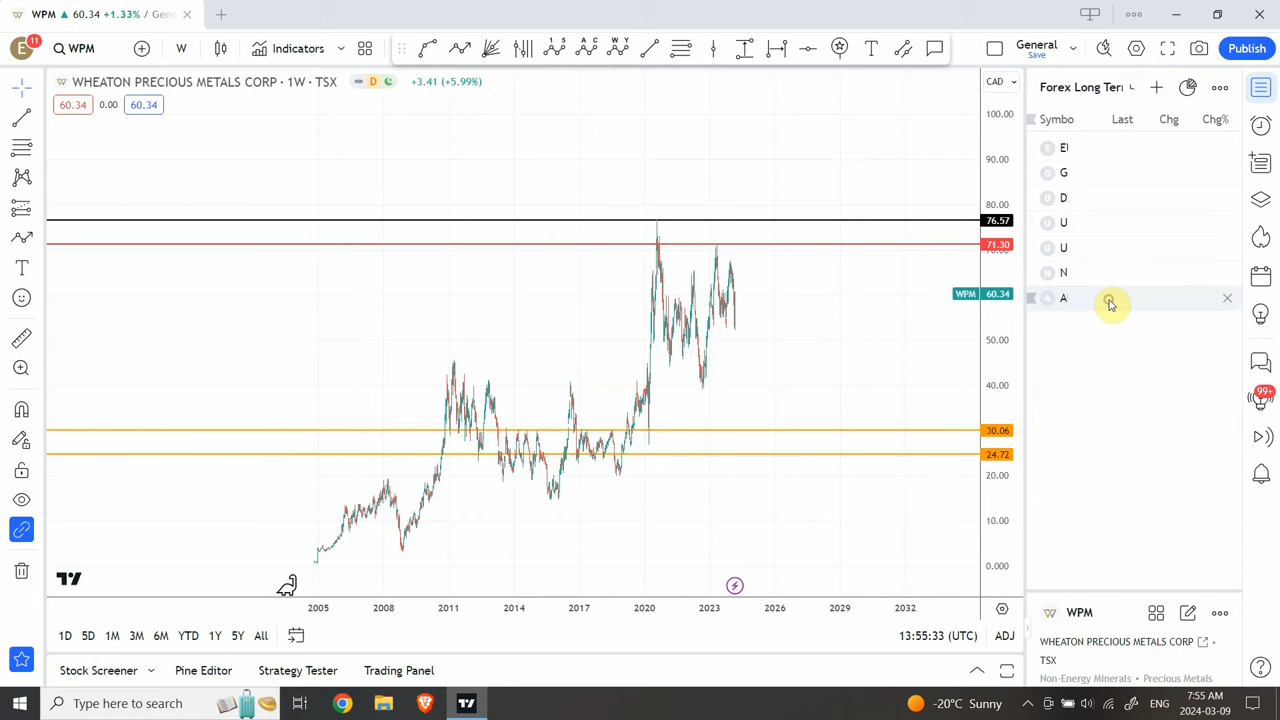 WPM ▲ 60.34 +1.33% / Gene
E 11 WPM + W Indicators General Save Publish
1 2 5 A C W Y
WHEATON PRECIOUS METALS CORP · 1W · TSX D +3.41 (+5.99%) CAD
60.34 0.00 60.34
Forex Long Teri
Symbo Last Chg Chg%
E El
G G
D D
U U
U U
N N
A A
100.00
90.00
80.00
76.57
71.30
WPM 60.34
50.00
40.00
30.06
24.72
20.00
10.00
0.000
2005 2008 2011 2014 2017 2020 2023 2026 2029 2032
1D 5D 1M 3M 6M YTD 1Y 5Y All 13:55:33 (UTC) ADJ
99+
WPM
WHEATON PRECIOUS METALS CORP ·
TSX
Non-Energy Minerals • Precious Metals
Stock Screener Pine Editor Strategy Tester Trading Panel
Type here to search -20°C Sunny ENG 7:55 AM
2024-03-09